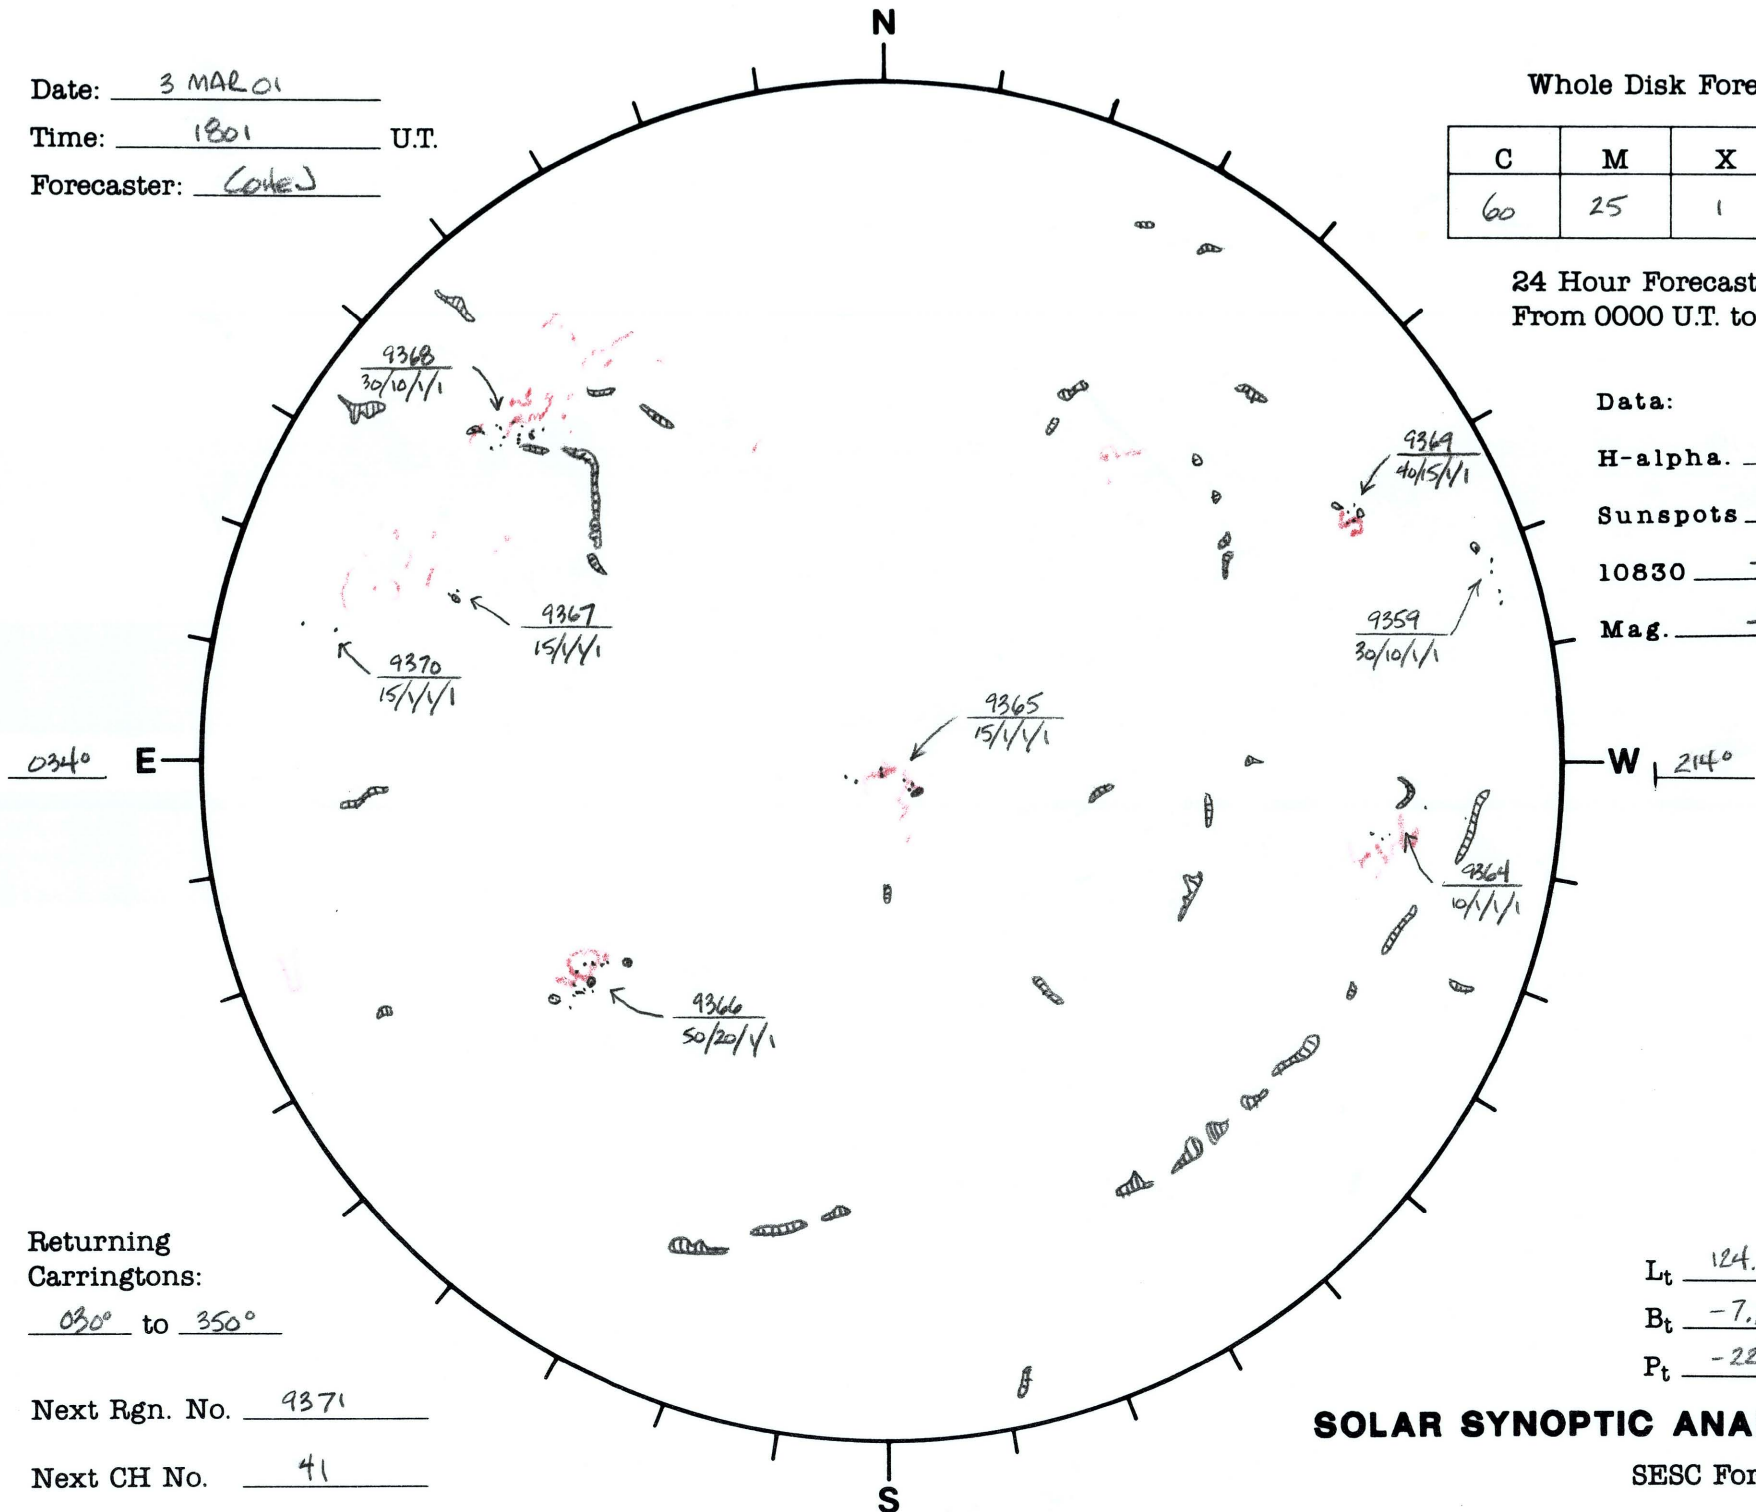 N
Date: 3 MAR 01
Time: 1801 U.T.
Forecaster:
Whole Disk Fore
C M X
60 25 1
24 Hour Forecast
From 0000 U.T. to
9368
30/10/1/1
Data:
9369
40/15/1/1
H-alpha.
Sunspots
10830
9367
15/1/1/1
9359
30/10/1/1
Mag.
9370
15/1/1/1
9365
15/1/1/1
034° E
W 214°
9364
10/1/1/1
9366
50/20/1/1
Returning
Carringtons:
030° to 350°
Lt 124.
Bt -7.
Pt -22
Next Rgn. No. 9371
SOLAR SYNOPTIC ANA
Next CH No. 41
SESC For
S